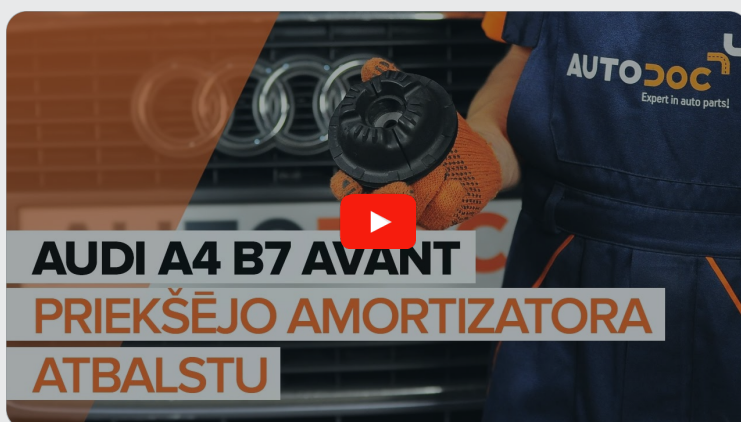 AUTODOC
Expert in auto parts!
AUDI A4 B7 AVANT
PRIEKŠĒJO AMORTIZATORA
ATBALSTU